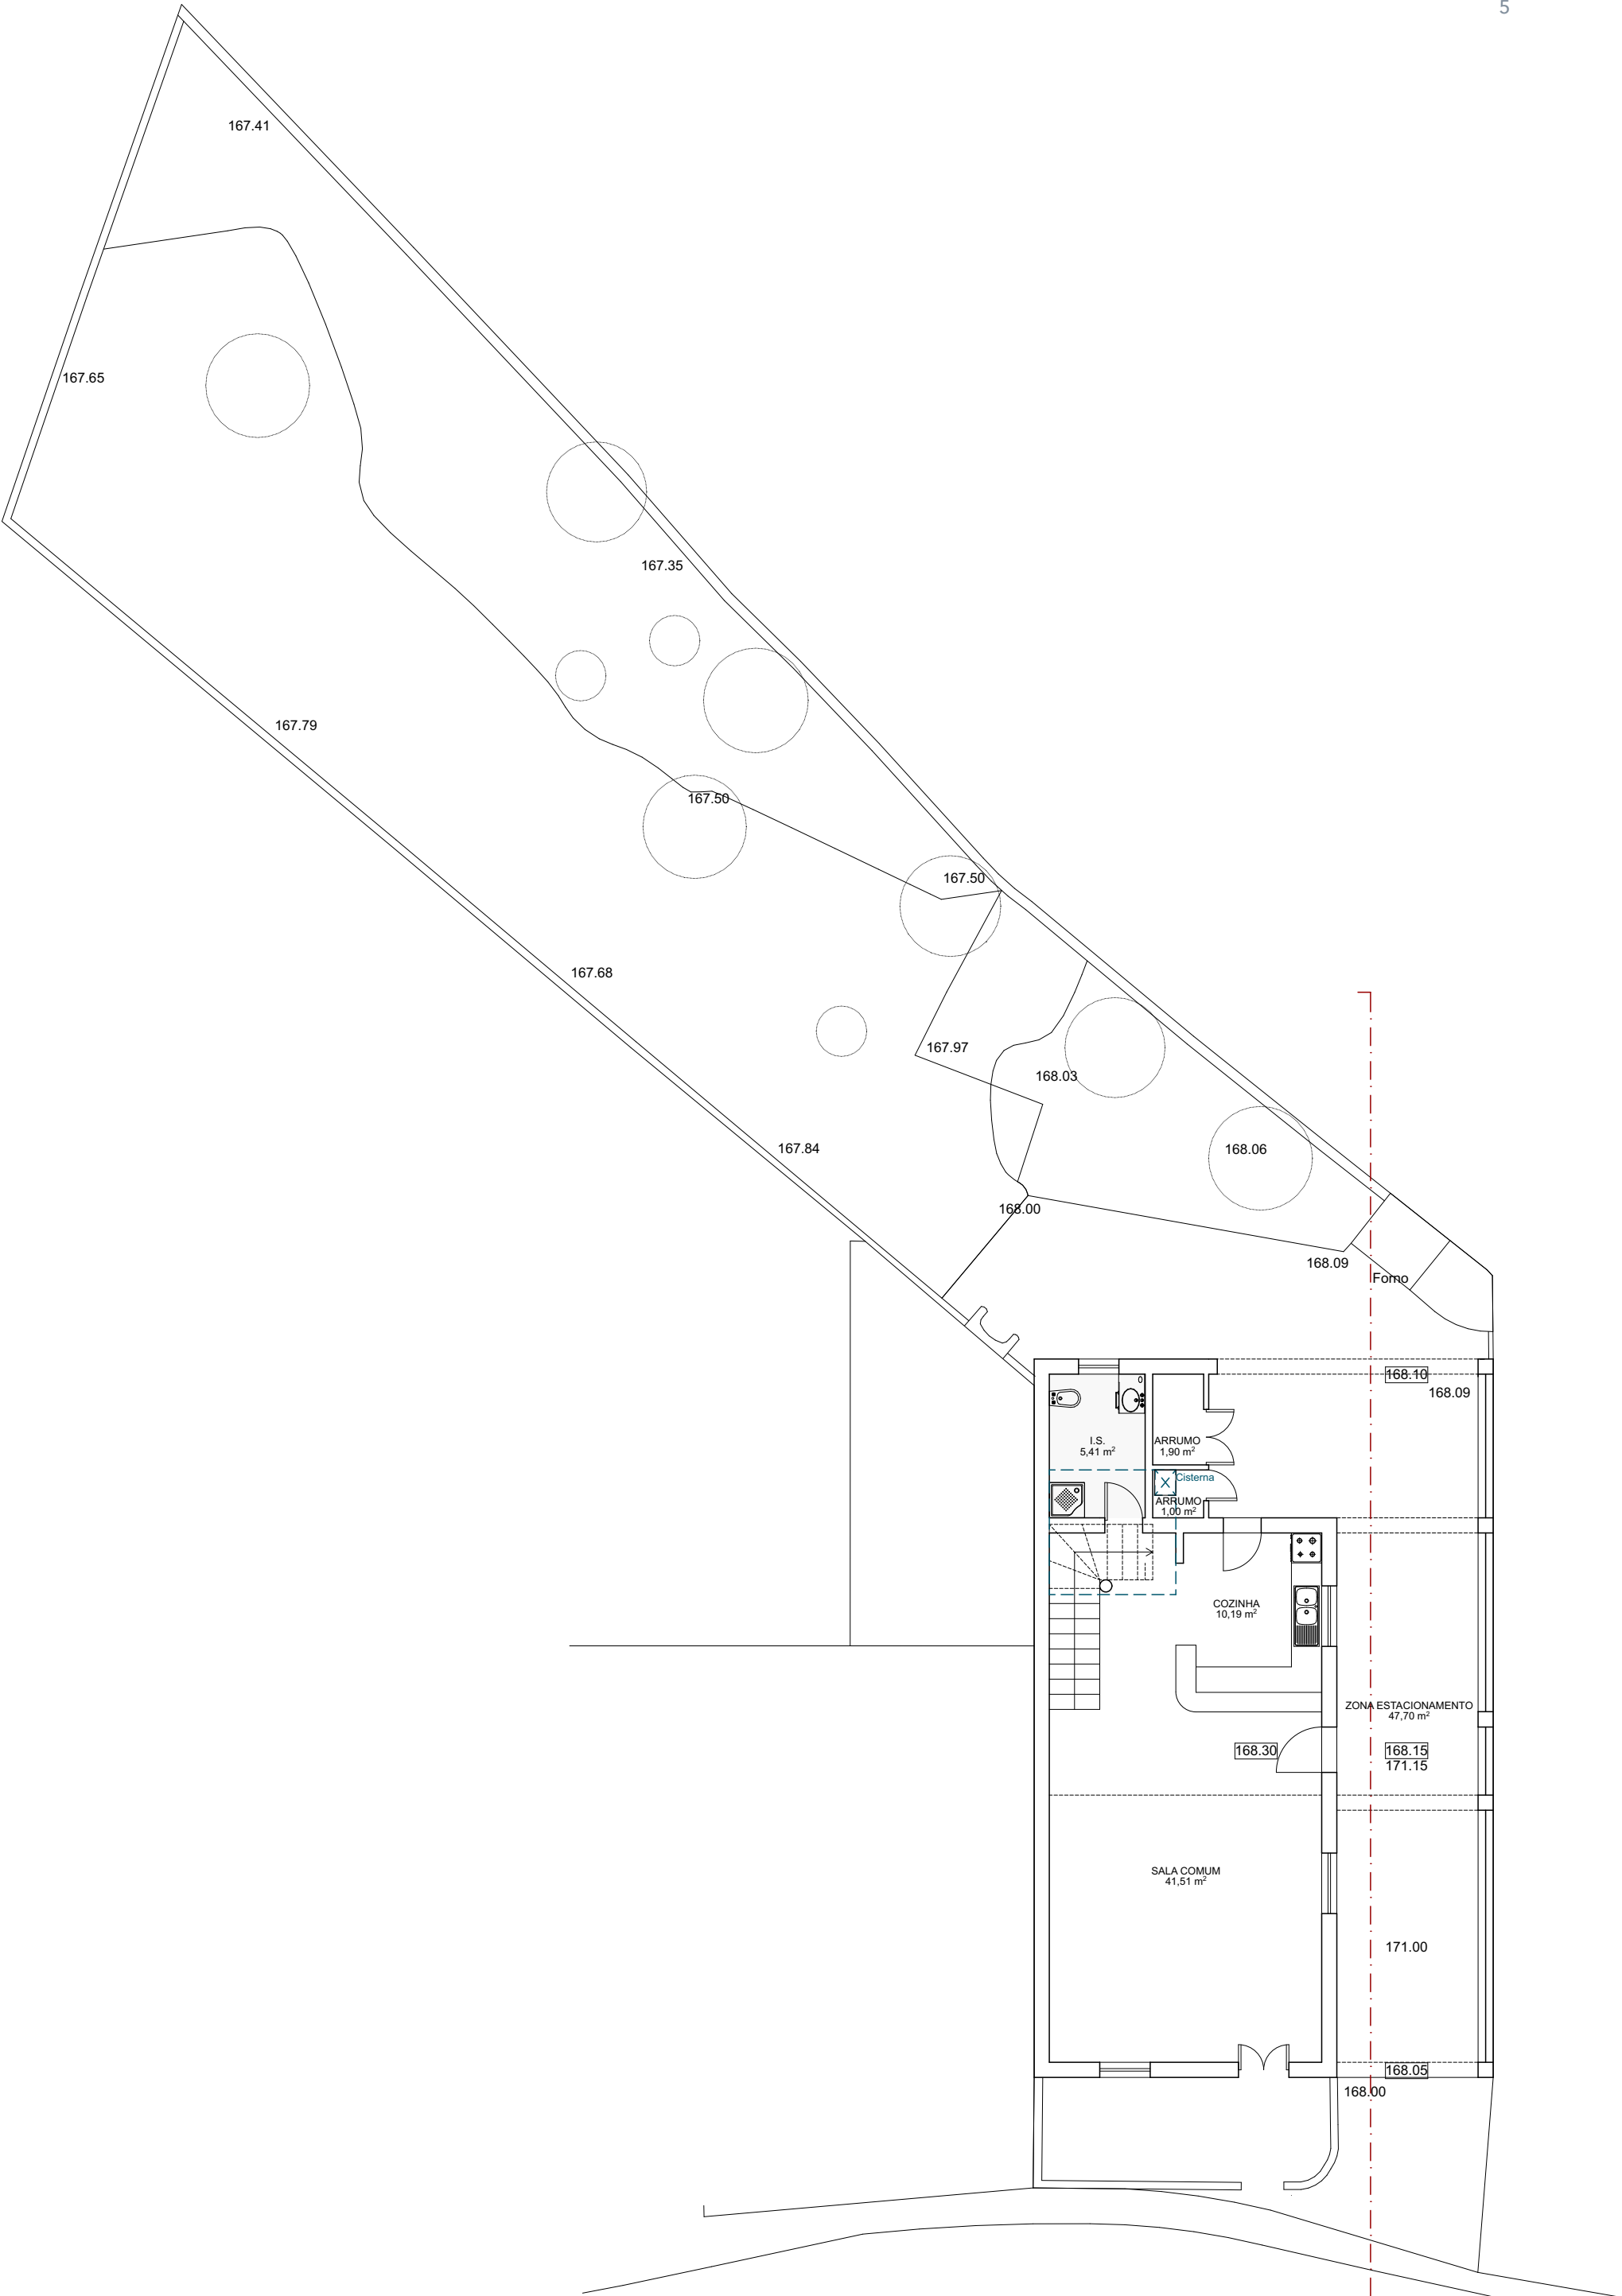 5
167.41
167.65
167.35
167.79
167.50
167.50
167.68
167.97
168.03
167.84
168.06
168.00
168.09
Forno
168.10
168.09
I.S.
5,41 m²
ARRUMO
1,90 m²
Cisterna
ARRUMO
1,00 m²
COZINHA
10,19 m²
ZONA ESTACIONAMENTO
47,70 m²
168.30
168.15
171.15
SALA COMUM
41,51 m²
171.00
168.05
168.00